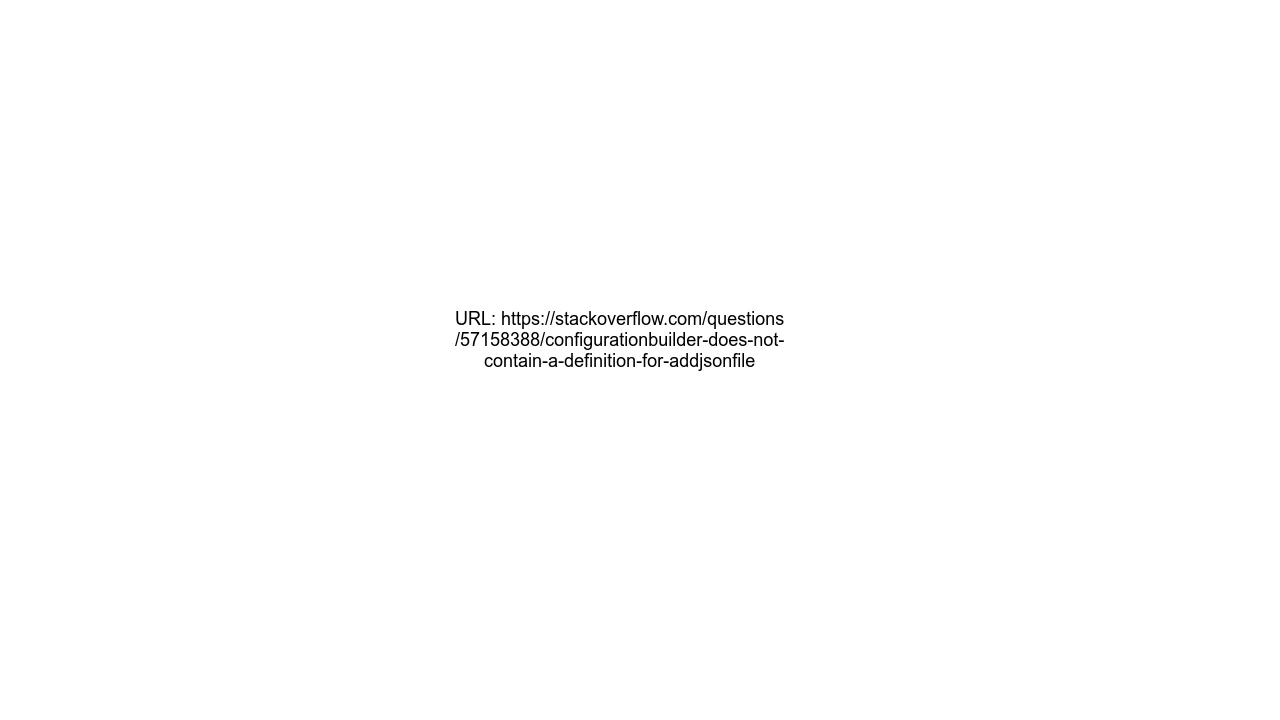 URL: https://stackoverflow.com/questions
/57158388/configurationbuilder-does-not-
contain-a-definition-for-addjsonfile